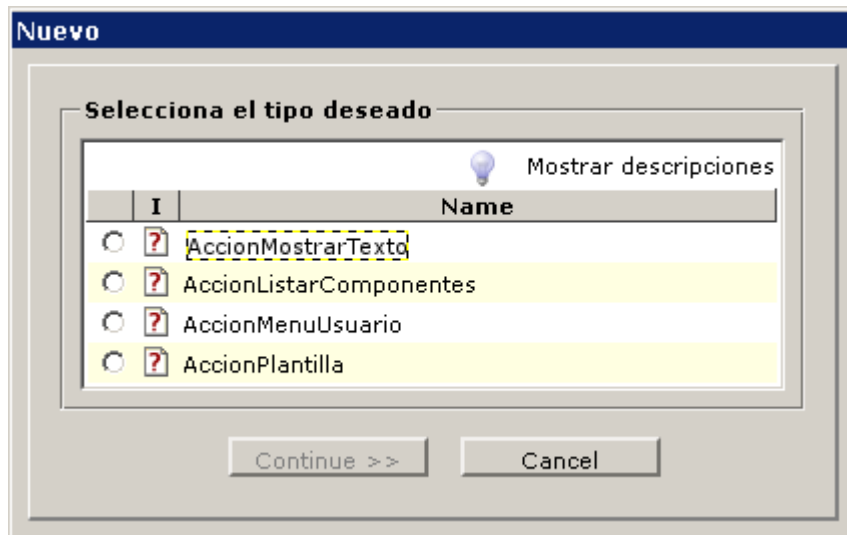 Nuevo
Selecciona el tipo deseado
Mostrar descripciones
I Name
? AccionMostrarTexto
? AccionListarComponentes
? AccionMenuUsuario
? AccionPlantilla
Continue >> Cancel